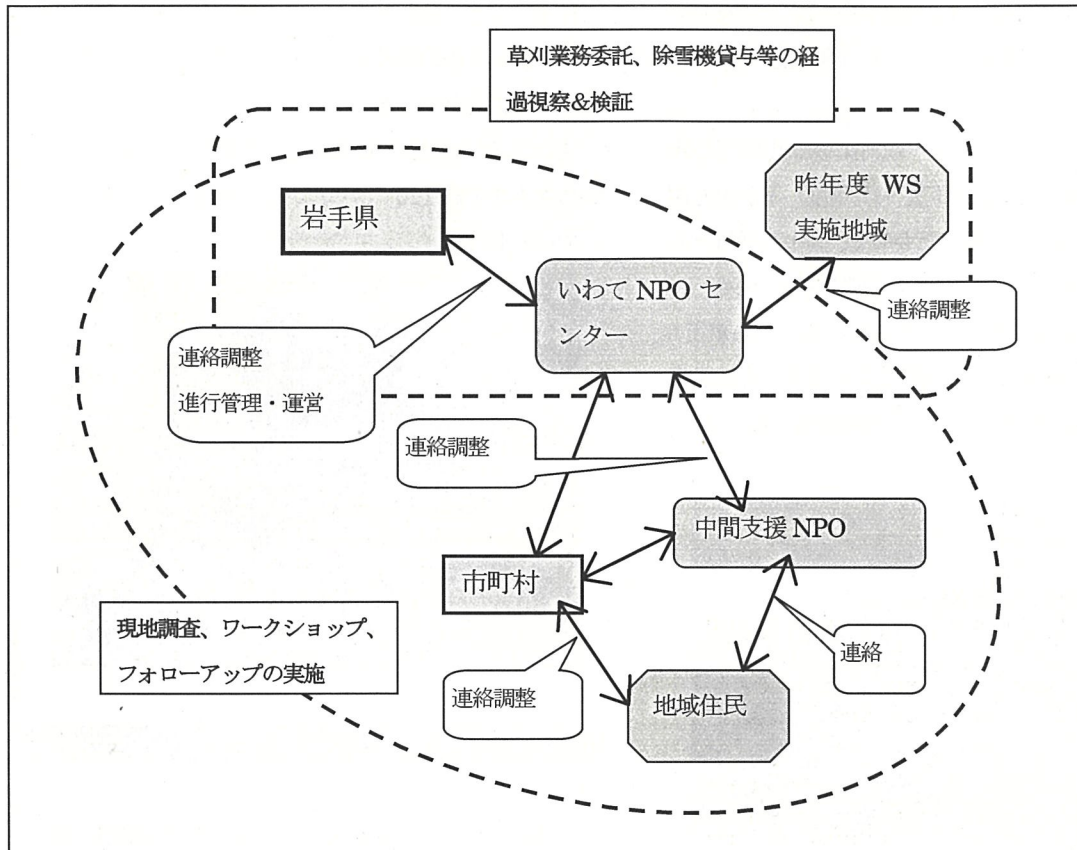 草刈業務委託、除雪機貸与等の経
過視察&検証
昨年度 WS
実施地域
岩手県
いわて NPO セ
ンター
連絡調整
連絡調整
進行管理・運営
連絡調整
中間支援 NPO
市町村
現地調査、ワークショップ、
フォローアップの実施
連絡調整
連絡
地域住民